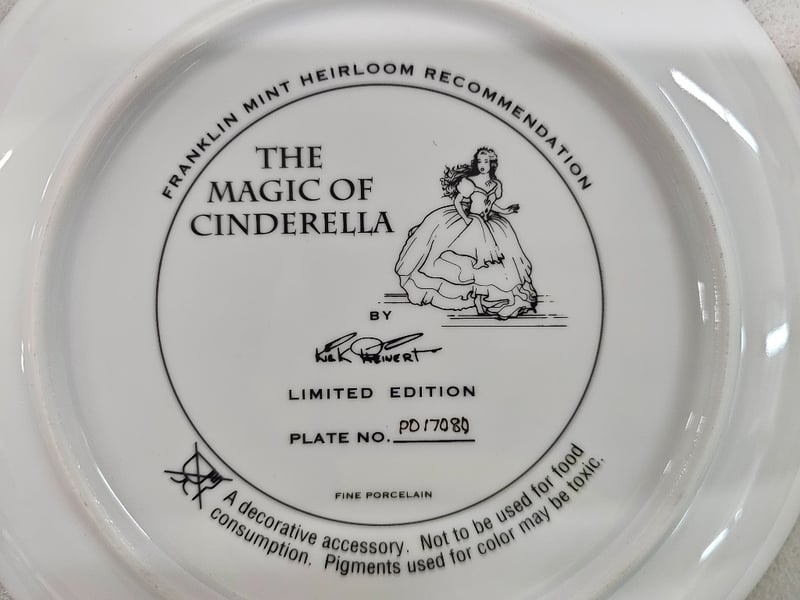 FRANKLIN MINT HEIRLOOM RECOMMENDATION
THE
MAGIC OF
CINDERELLA
BY
LIMITED EDITION
PLATE NO. PD17080
FINE PORCELAIN
A decorative accessory. Not to be used for food
consumption. Pigments used for color may be toxic.